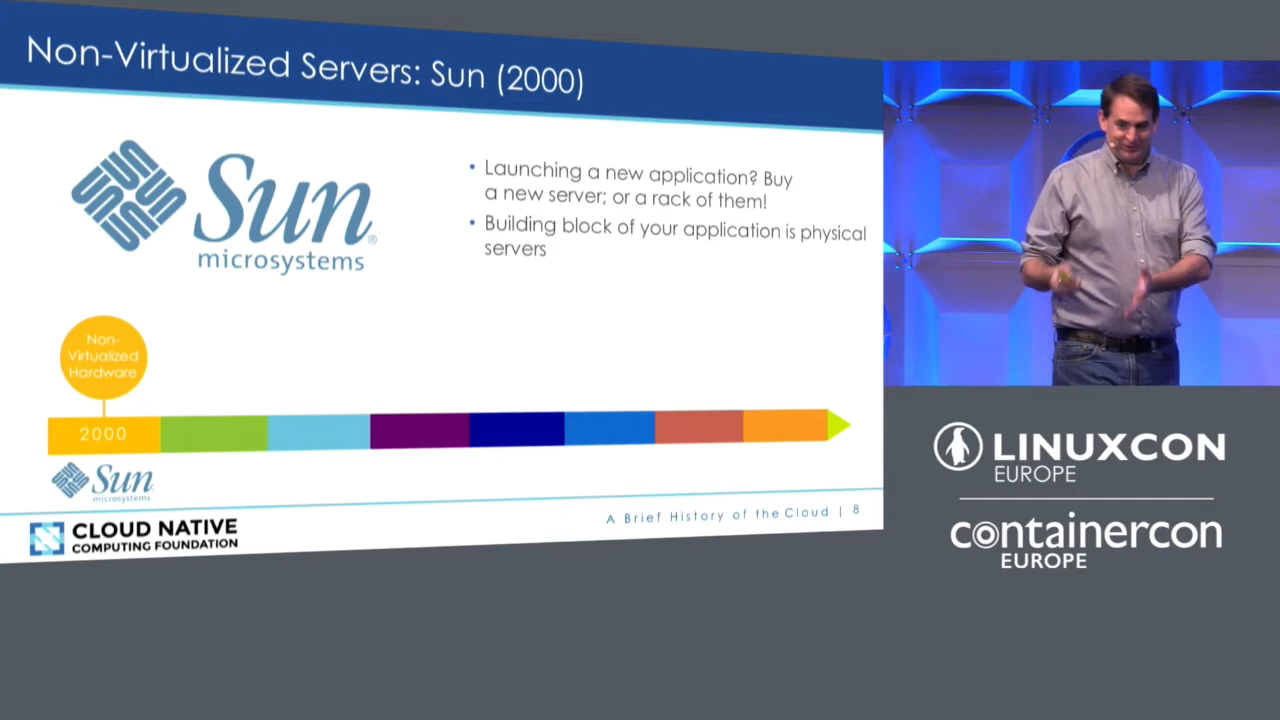 Non-Virtualized Servers: Sun (2000)
Sun
microsystems
• Launching a new application? Buy
a new server; or a rack of them!
• Building block of your application is physical
servers
Non-
Virtualized
Hardware
2000
Sun
microsystems
CLOUD NATIVE
COMPUTING FOUNDATION
A Brief History of the Cloud | 8
LINUXCON
EUROPE
containercon
EUROPE